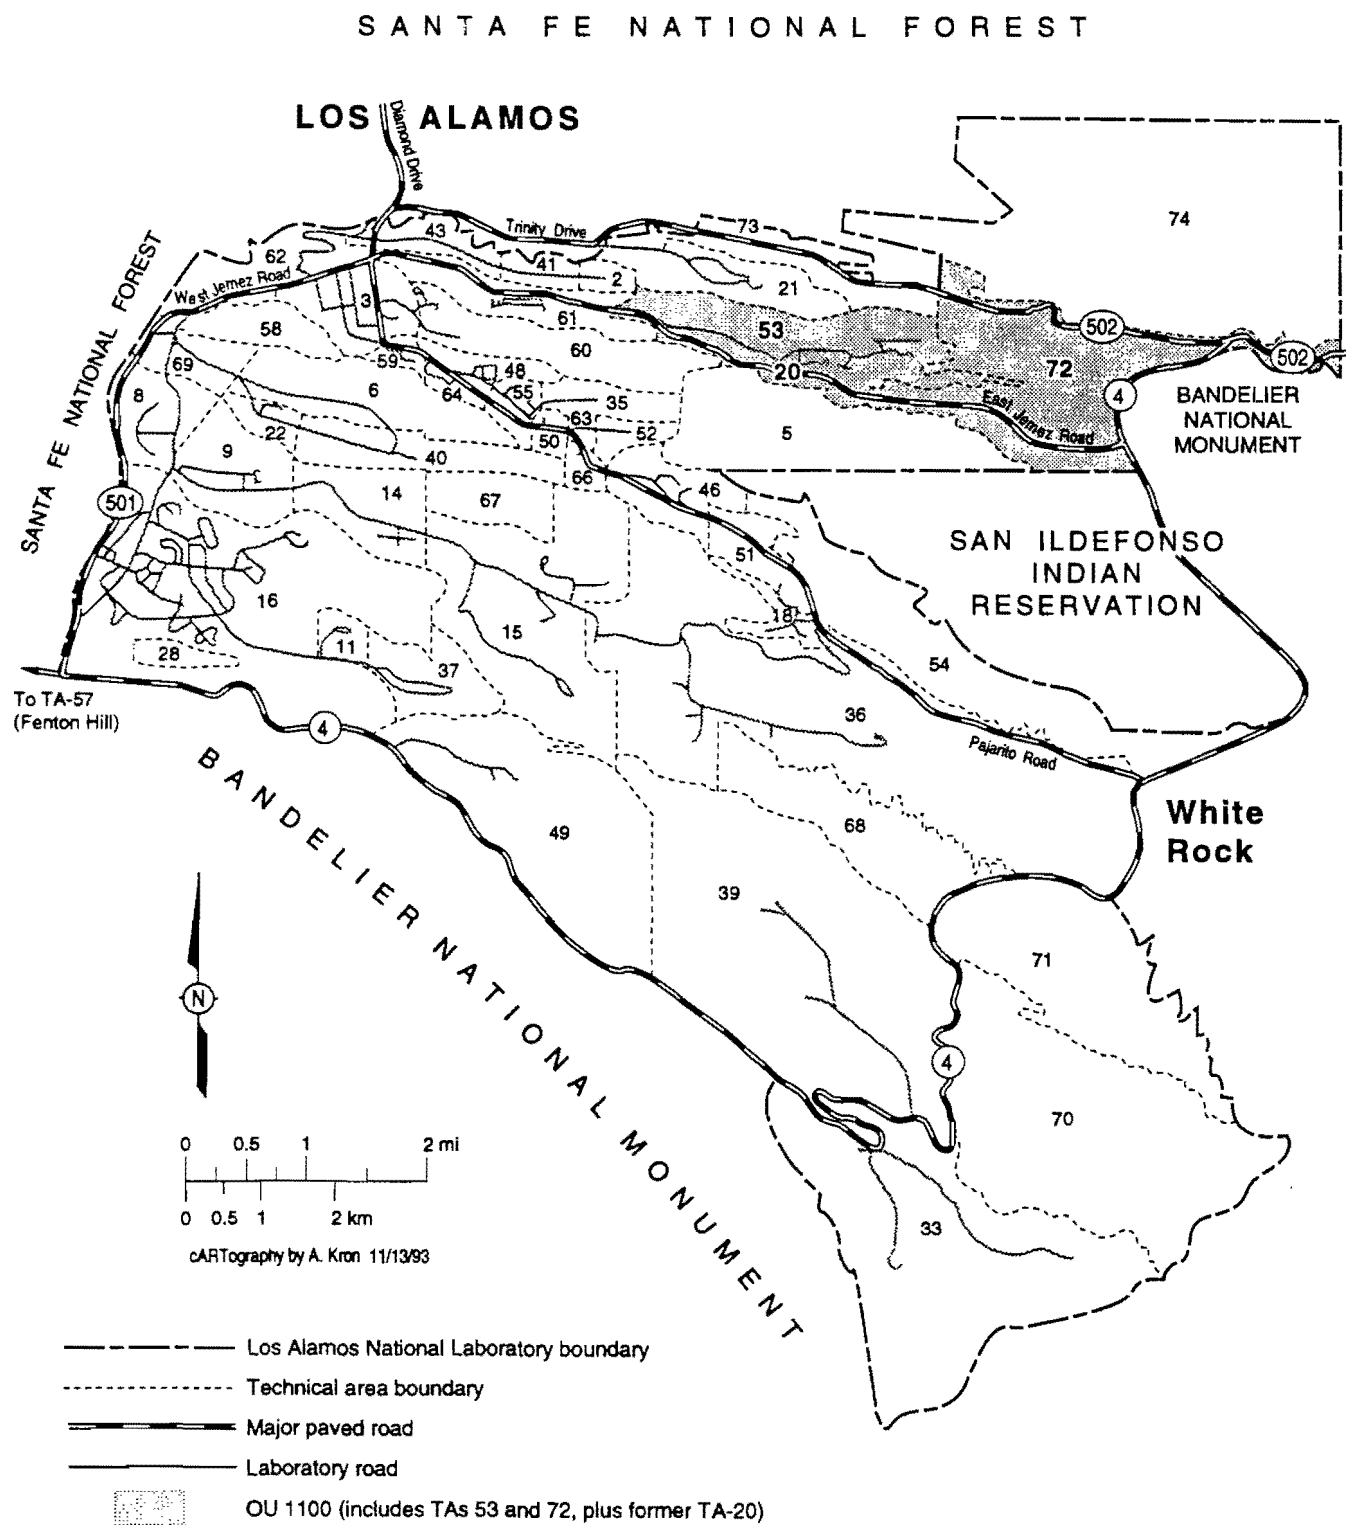 SANTA FE NATIONAL FOREST
LOS ALAMOS
Diamond Drive
74
73
43
Trinity Drive
SANTA FE NATIONAL FOREST
62
41
2
West Jemez Road
21
3
61
53
502
58
59
60
502
69
48
20
72
8
6
64
55
35
4
BANDELIER
NATIONAL
MONUMENT
East Jemez Road
63
22
50
52
5
9
40
66
46
501
14
67
51
SAN ILDEFONSO
INDIAN
RESERVATION
16
18
15
11
28
37
54
To TA-57
(Fenton Hill)
36
4
Pajarito Road
BANDELIER NATIONAL MONUMENT
White
Rock
49
68
39
71
N
4
70
0 0.5 1 2 mi
0 0.5 1 2 km
33
cARTography by A. Kron 11/13/93
Los Alamos National Laboratory boundary
Technical area boundary
Major paved road
Laboratory road
OU 1100 (includes TAs 53 and 72, plus former TA-20)